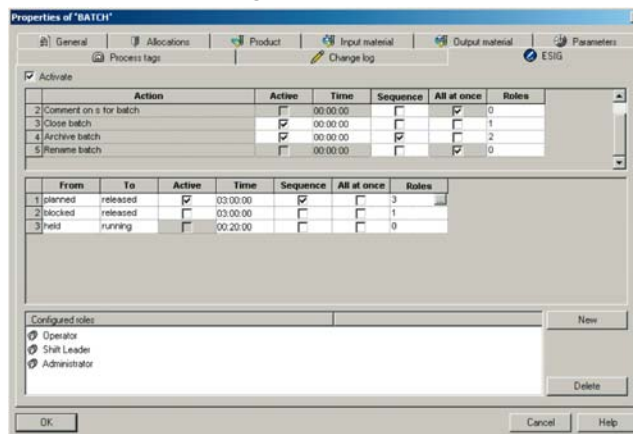 Properties of 'BATCH'
General Allocations Product Input material Output material Parameters
Process tags Change log ESIG
Activate
Action Active Time Sequence All at once Roles
2 Comment on s for batch 00:00:00 0
3 Close batch 00:00:00 1
4 Archive batch 00:00:00 2
5 Rename batch 00:00:00 0
From To Active Time Sequence All at once Roles
1 planned released 03:00:00 3 ...
2 blocked released 03:00:00 1
3 held running 00:20:00 0
Configured roles
New
Operator
Shift Leader
Administrator
Delete
OK Cancel Help